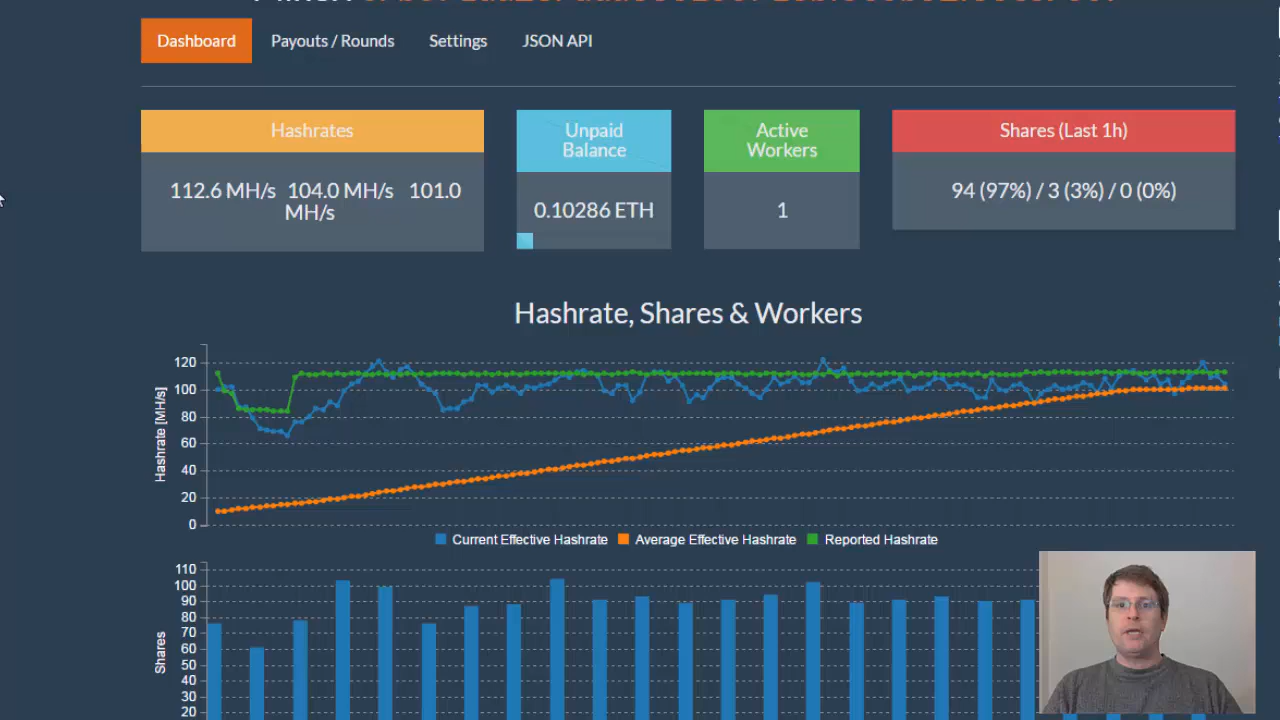 Dashboard
Payouts / Rounds
Settings
JSON API
Hashrates
112.6 MH/s 104.0 MH/s 101.0
MH/s
Unpaid
Balance
0.10286 ETH
Active
Workers
1
Shares (Last 1h)
94 (97%) / 3 (3%) / 0 (0%)
Hashrate, Shares & Workers
Hashrate [MH/s]
120
100
80
60
40
20
0
Current Effective Hashrate
Average Effective Hashrate
Reported Hashrate
Shares
110
100
90
80
70
60
50
40
30
20